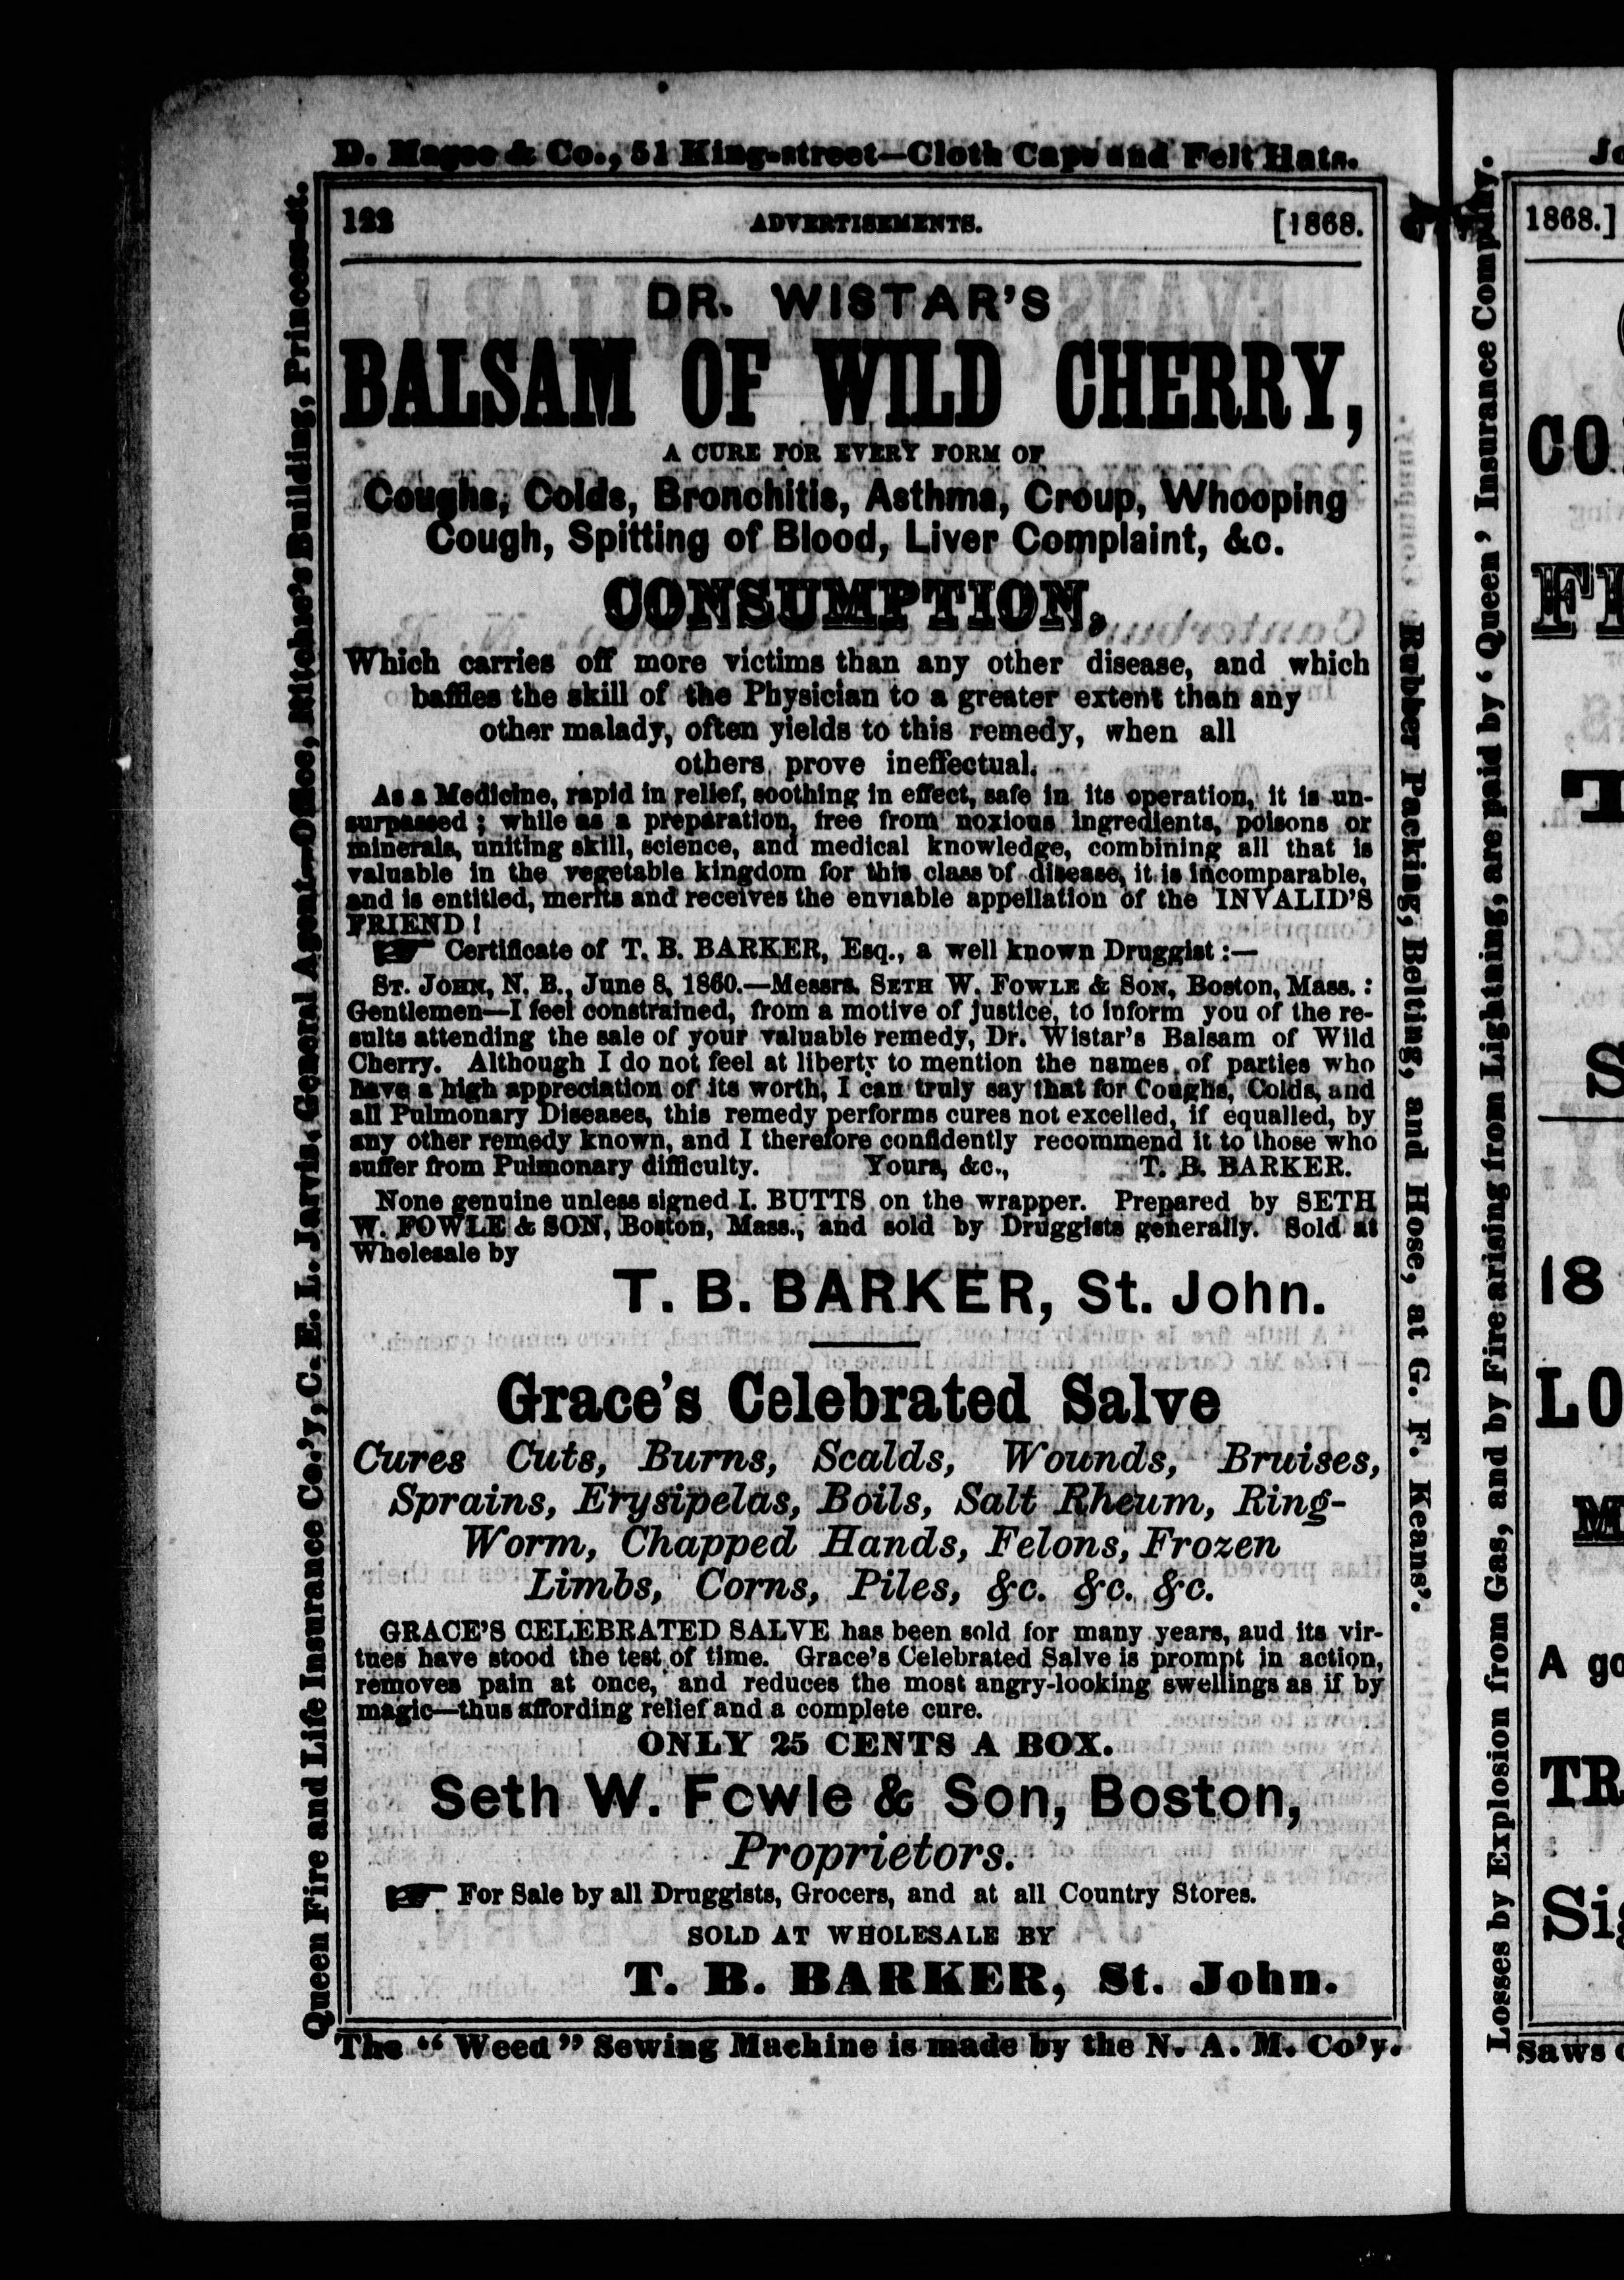 D. Magee & Co., 51 King-street—Cloth Caps and Felt Hats.
122 ADVERTISEMENTS. [1868.
DR. WISTAR'S
BALSAM OF WILD CHERRY,
A CURE FOR EVERY FORM OF
Coughs, Colds, Bronchitis, Asthma, Croup, Whooping
Cough, Spitting of Blood, Liver Complaint, &c.
CONSUMPTION,
Which carries off more victims than any other disease, and which
baffles the skill of the Physician to a greater extent than any
other malady, often yields to this remedy, when all
others prove ineffectual.
As a Medicine, rapid in relief, soothing in effect, safe in its operation, it is un-
surpassed; while as a preparation, free from noxious ingredients, poisons or
minerals, uniting skill, science, and medical knowledge, combining all that is
valuable in the vegetable kingdom for this class of disease, it is incomparable,
and is entitled, merits and receives the enviable appellation of the INVALID'S
FRIEND!
☞ Certificate of T. B. BARKER, Esq., a well known Druggist:—
ST. JOHN, N. B., June 8, 1860.—Messrs. SETH W. FOWLE & SON, Boston, Mass.:
Gentlemen—I feel constrained, from a motive of justice, to inform you of the re-
sults attending the sale of your valuable remedy, Dr. Wistar's Balsam of Wild
Cherry. Although I do not feel at liberty to mention the names of parties who
have a high appreciation of its worth, I can truly say that for Coughs, Colds, and
all Pulmonary Diseases, this remedy performs cures not excelled, if equalled, by
any other remedy known, and I therefore confidently recommend it to those who
suffer from Pulmonary difficulty. Yours, &c., T. B. BARKER.
None genuine unless signed I. BUTTS on the wrapper. Prepared by SETH
W. FOWLE & SON, Boston, Mass., and sold by Druggists generally. Sold at
Wholesale by
T. B. BARKER, St. John.
Grace's Celebrated Salve
Cures Cuts, Burns, Scalds, Wounds, Bruises,
Sprains, Erysipelas, Boils, Salt Rheum, Ring-
Worm, Chapped Hands, Felons, Frozen
Limbs, Corns, Piles, &c. &c. &c.
GRACE'S CELEBRATED SALVE has been sold for many years, aud its vir-
tues have stood the test of time. Grace's Celebrated Salve is prompt in action,
removes pain at once, and reduces the most angry-looking swellings as if by
magic—thus affording relief and a complete cure.
ONLY 25 CENTS A BOX.
Seth W. Fowle & Son, Boston,
Proprietors.
☞ For Sale by all Druggists, Grocers, and at all Country Stores.
SOLD AT WHOLESALE BY
T. B. BARKER, St. John.
The "Weed" Sewing Machine is made by the N. A. M. Co'y.
Queen Fire and Life Insurance Co.'y, C. E. L. Jarvis, General Agent—Office, Ritchie's Building, Princess-st.
Rubber Packing, Belting, and Hose, at G. F. Keans'.
Losses by Explosion from Gas, and by Fire arising from Lightning, are paid by 'Queen' Insurance Company.
1868.]
CO
FI
T
S
18
LO
M
A go
TR
Sig
Saws